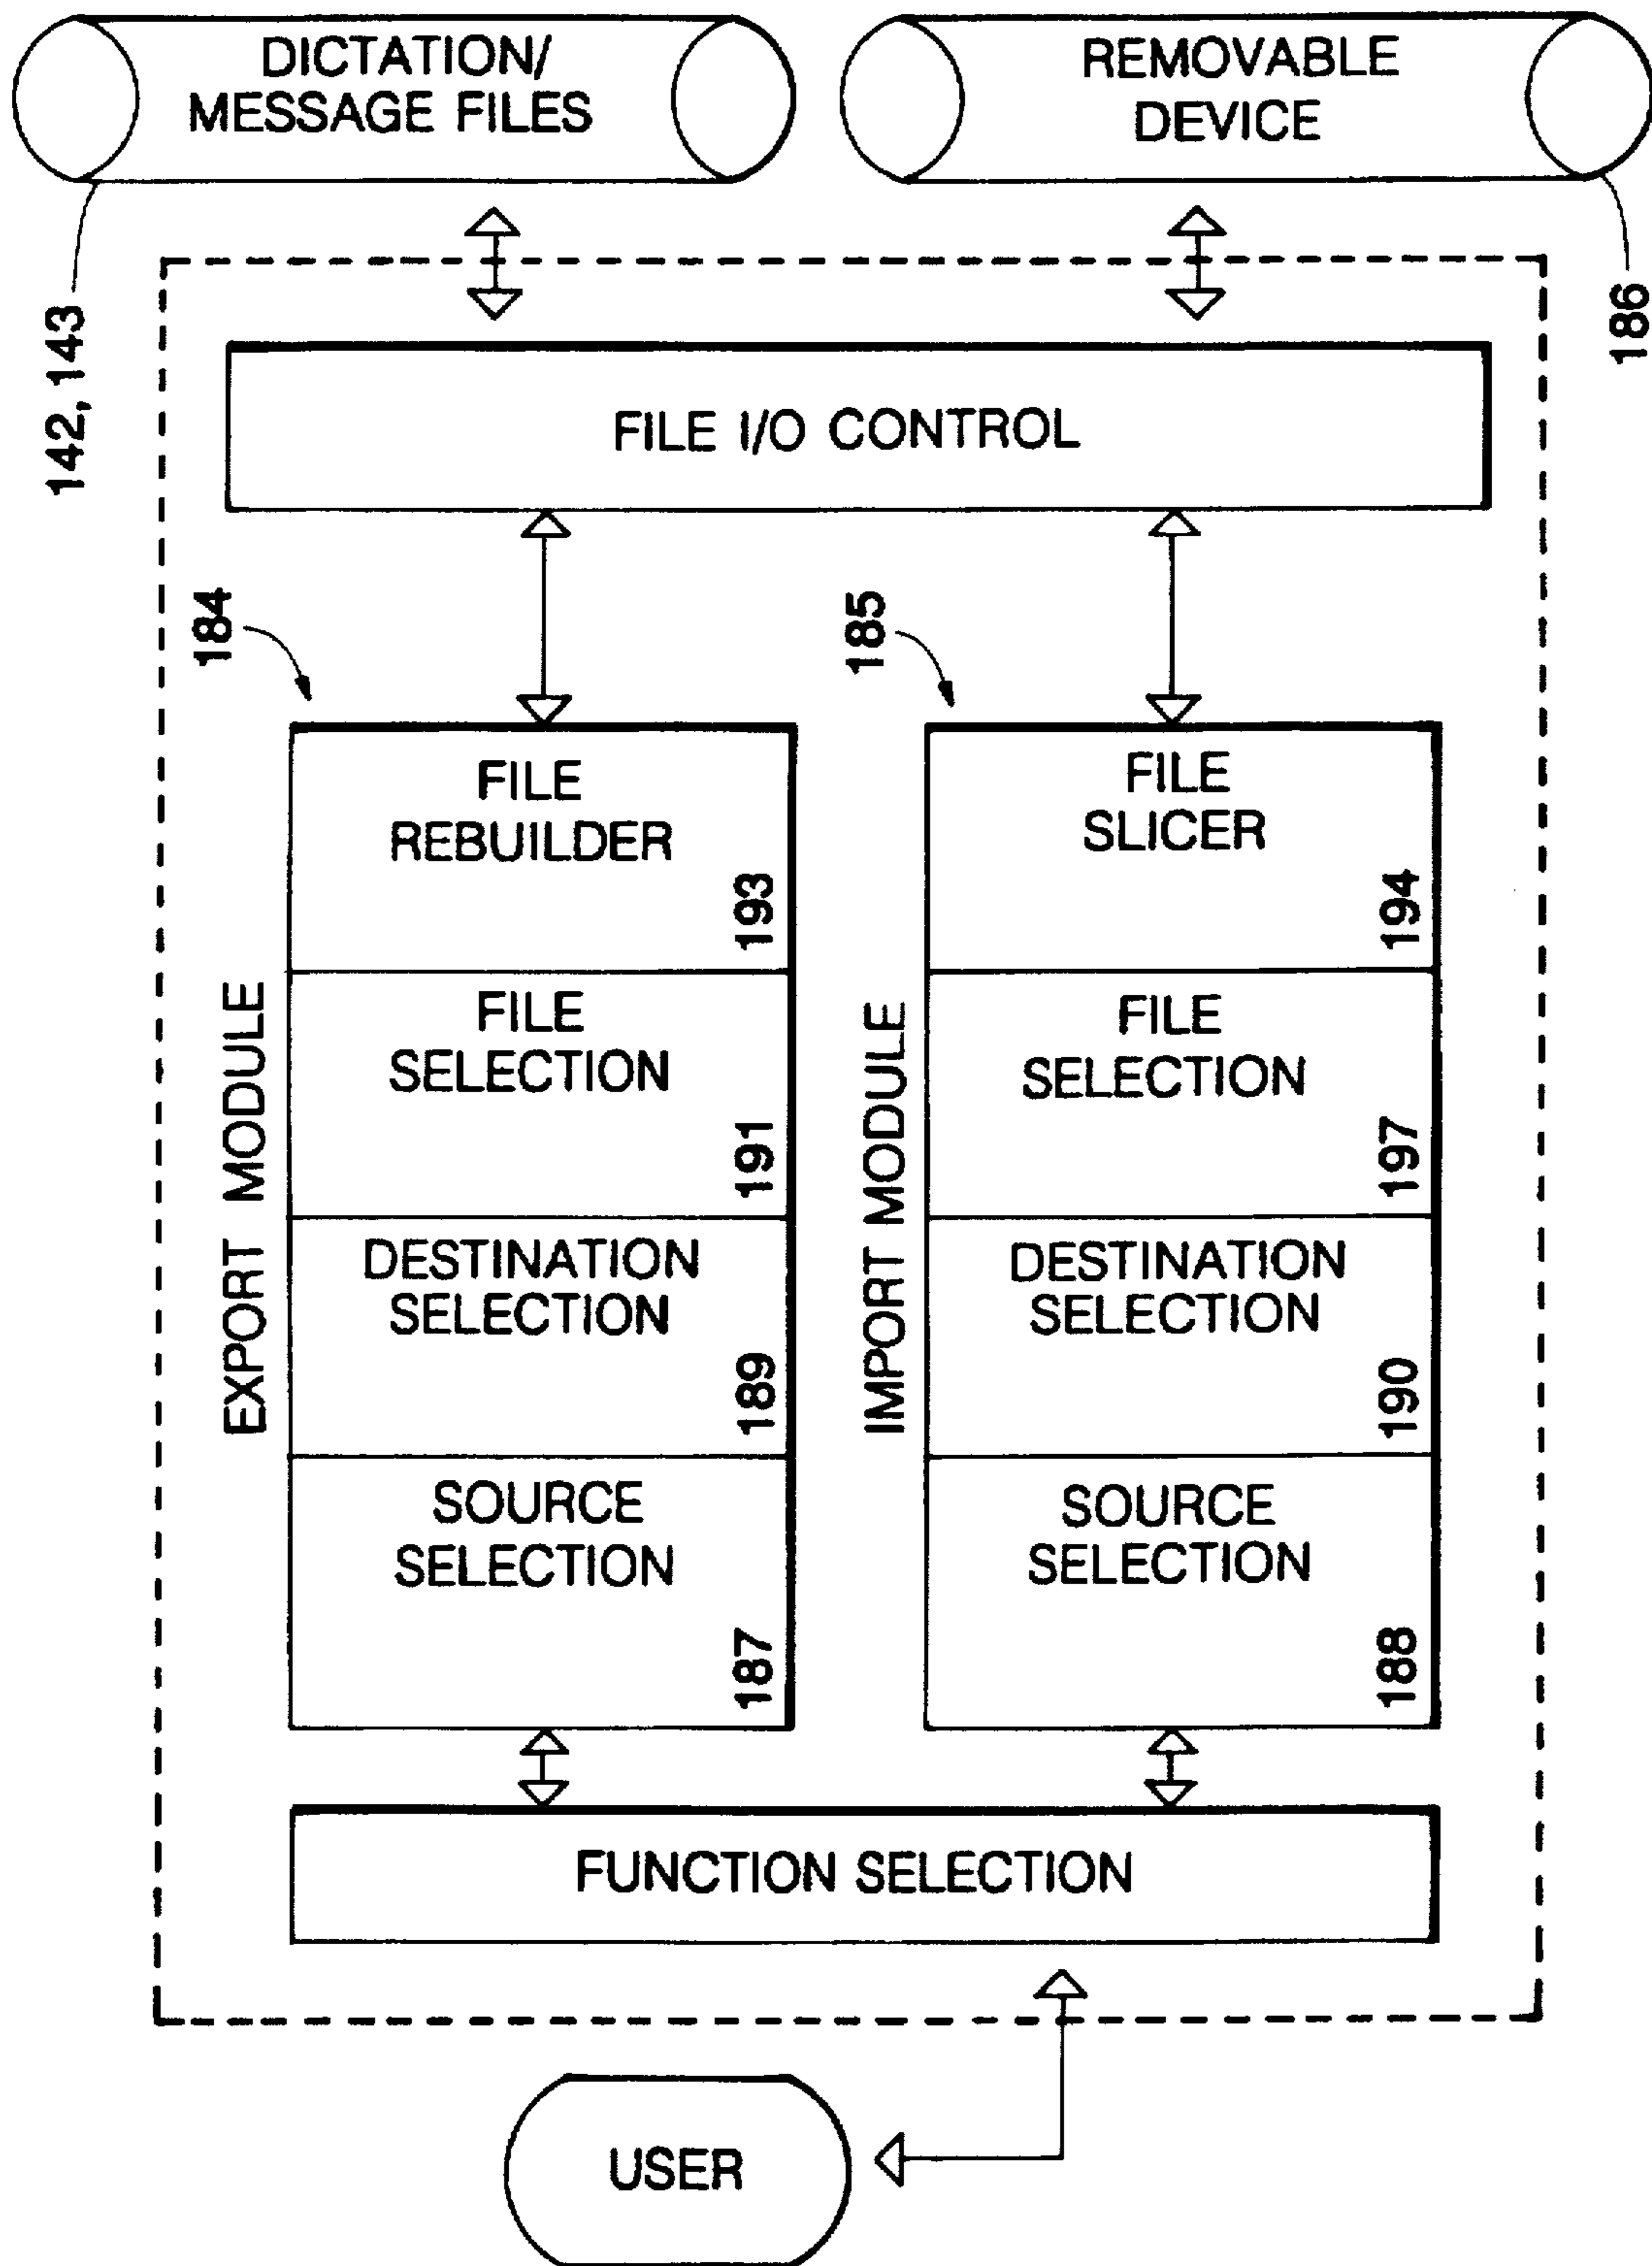 DICTATION/
MESSAGE FILES
REMOVABLE
DEVICE
142, 143
186
FILE I/O CONTROL
184
185
EXPORT MODULE
FILE
REBUILDER
193
FILE
SELECTION
191
DESTINATION
SELECTION
189
SOURCE
SELECTION
187
IMPORT MODULE
FILE
SLICER
194
FILE
SELECTION
197
DESTINATION
SELECTION
190
SOURCE
SELECTION
188
FUNCTION SELECTION
USER